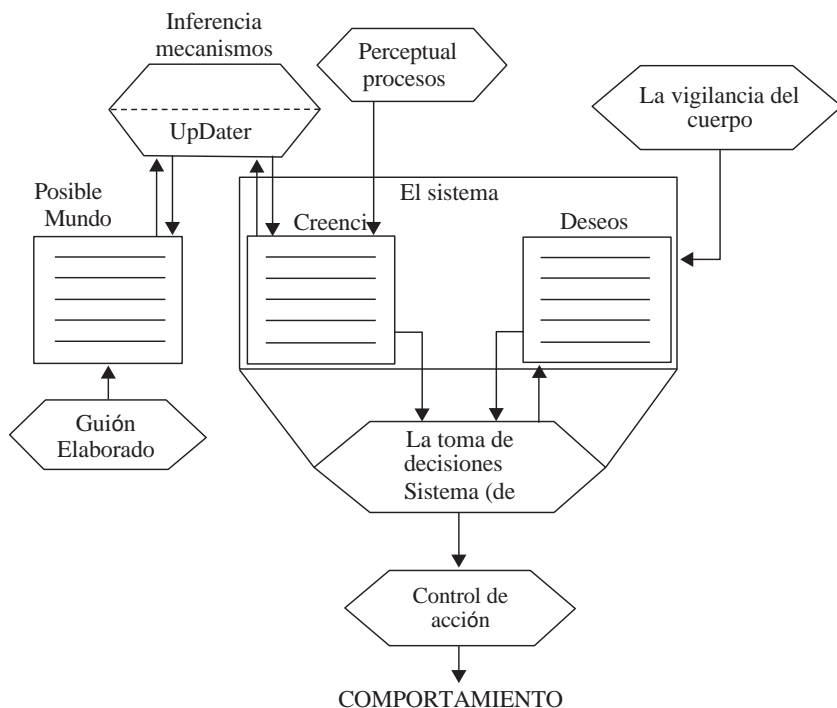 Inferencia
mecanismos
UpDater
Perceptual
procesos
La vigilancia del
cuerpo
Posible
Mundo
El sistema
Creenci
Deseos
Guión
Elaborado
La toma de
decisiones
Sistema (de
Control de
acción
COMPORTAMIENTO